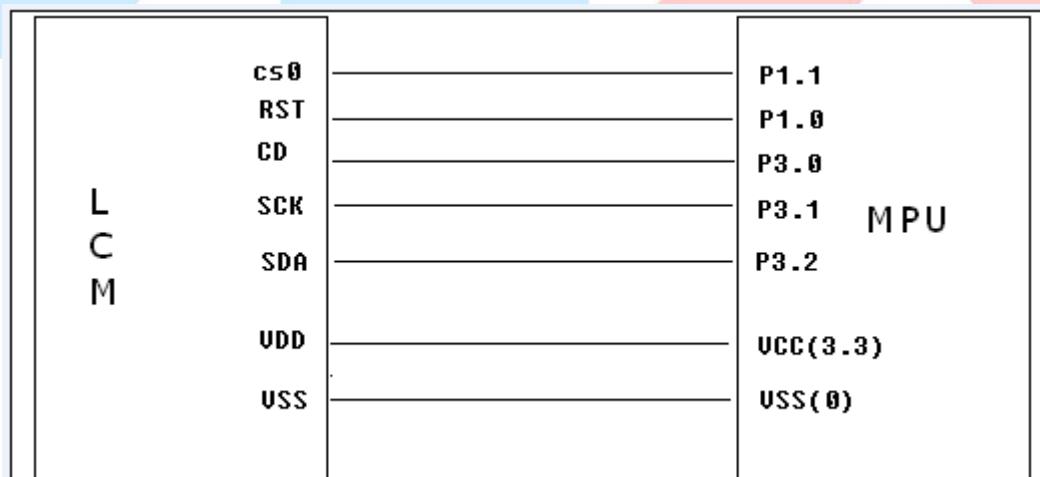 cs0 P1.1
RST P1.0
CD P3.0
SCK P3.1
SDA P3.2
LCM
MPU
VDD VCC(3.3)
VSS VSS(0)